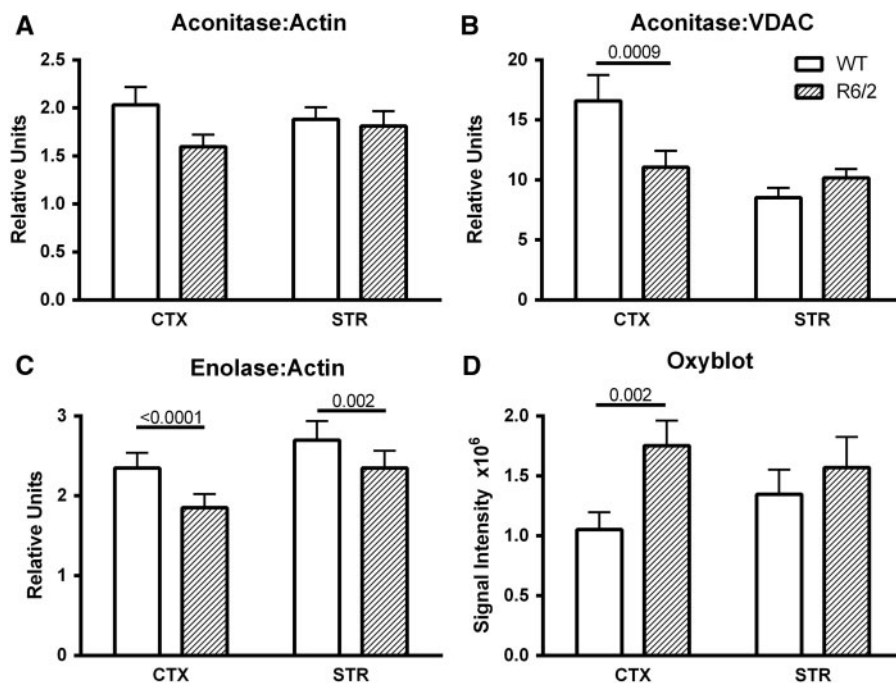 A
Aconitase:Actin
Relative Units
2.5
2.0
1.5
1.0
0.5
0.0
CTX
STR
B
Aconitase:VDAC
Relative Units
20
15
10
5
0
0.0009
WT
R6/2
CTX
STR
C
Enolase:Actin
Relative Units
3
2
1
0
<0.0001
0.002
CTX
STR
D
Oxyblot
Signal Intensity x10⁶
2.0
1.5
1.0
0.5
0.0
0.002
CTX
STR